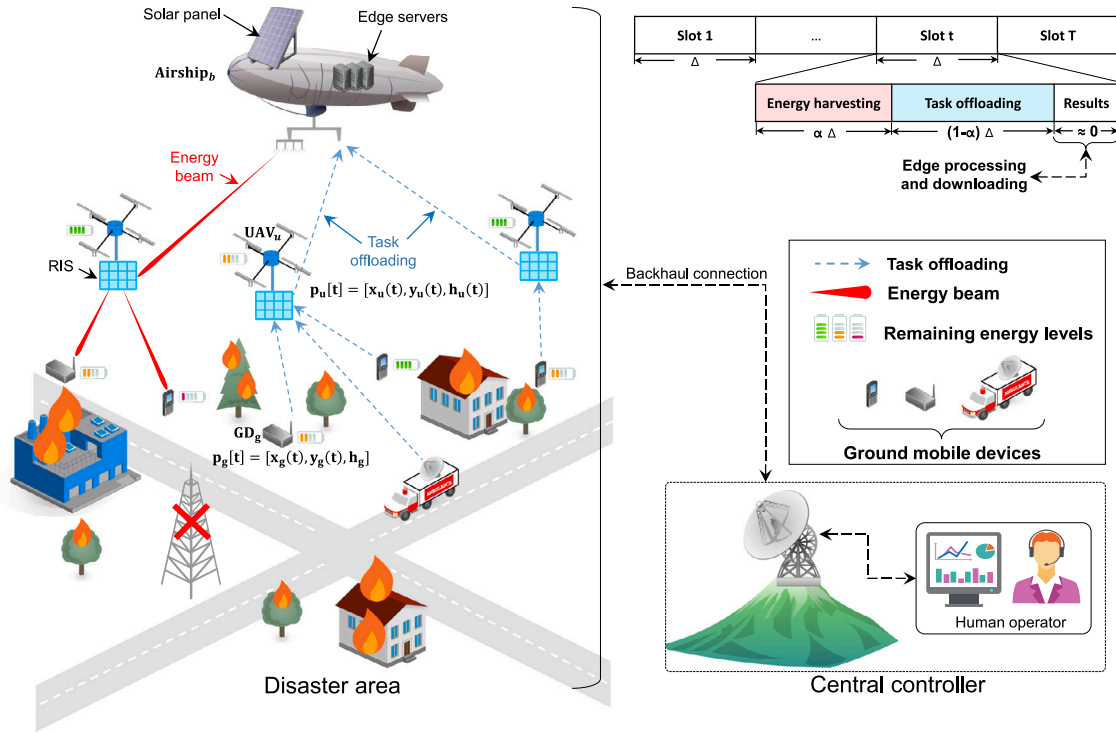 Solar panel
Edge servers
Airship_b
Energy
beam
UAV_u
RIS
Task
offloading
p_u[t] = [x_u(t), y_u(t), h_u(t)]
GD_g
p_g[t] = [x_g(t), y_g(t), h_g]
AMBULANCE
Disaster area
Slot 1
...
Slot t
Slot T
Δ
Δ
Energy harvesting
Task offloading
Results
α Δ
(1-α) Δ
≈ 0
Edge processing
and downloading
Backhaul connection
Task offloading
Energy beam
Remaining energy levels
AMBULANCE
Ground mobile devices
Human operator
Central controller